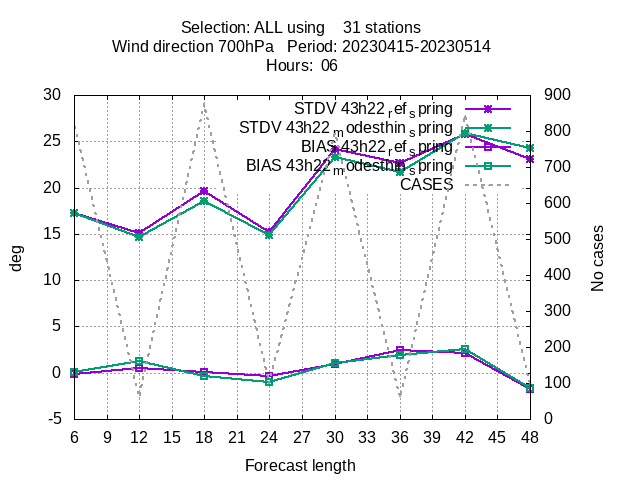 Selection: ALL using    31 stations
Wind direction 700hPa   Period: 20230415-20230514
Hours: 06
STDV 43h22_ref_spring
STDV 43h22_modesthin_spring
BIAS 43h22_ref_spring
BIAS 43h22_modesthin_spring
CASES
30
25
20
15
10
5
0
-5
deg
900
800
700
600
500
400
300
200
100
0
No cases
6 9 12 15 18 21 24 27 30 33 36 39 42 45 48
Forecast length